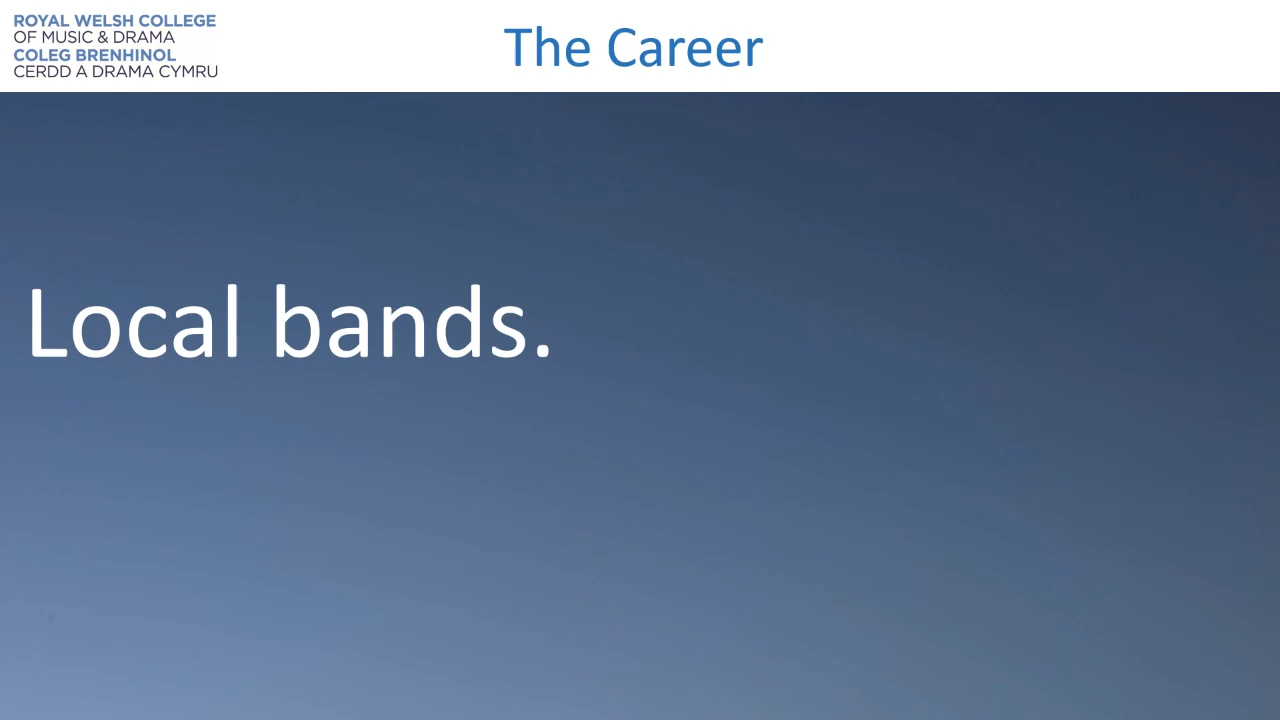 ROYAL WELSH COLLEGE
OF MUSIC & DRAMA
COLEG BRENHINOL
CERDD A DRAMA CYMRU
The Career
Local bands.